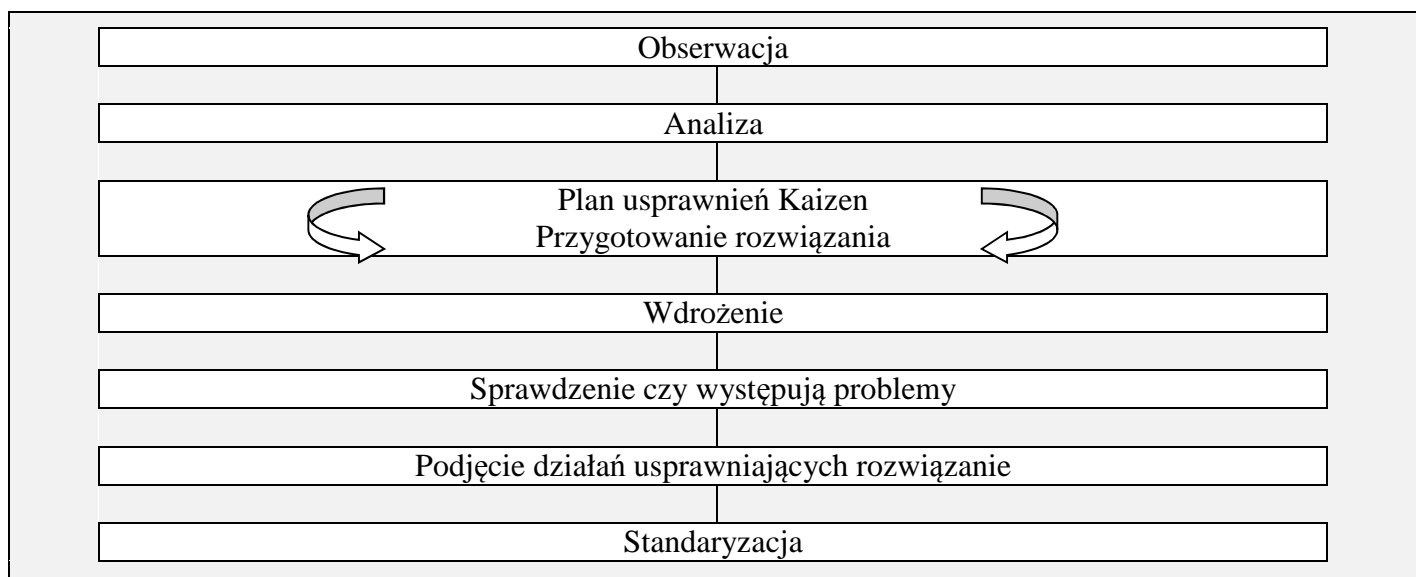 Obserwacja
Analiza
Plan usprawnień Kaizen
Przygotowanie rozwiązania
Wdrożenie
Sprawdzenie czy występują problemy
Podjęcie działań usprawniających rozwiązanie
Standaryzacja